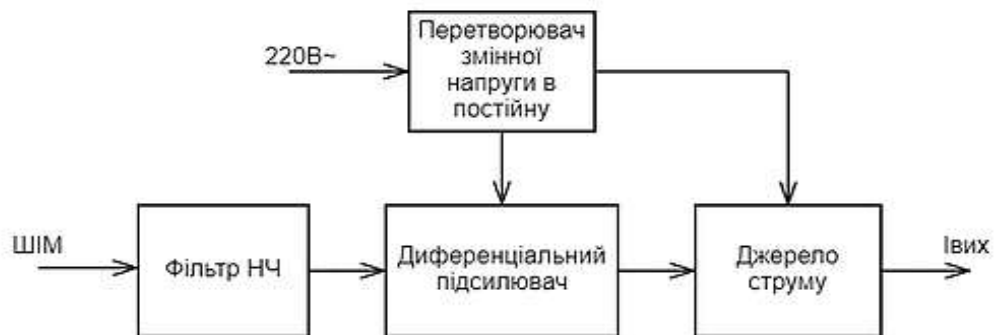 Перетворювач
змінної
напруги в
постійну
220В~
ШІМ
Фільтр НЧ
Диференціальний
підсилювач
Джерело
струму
Івих